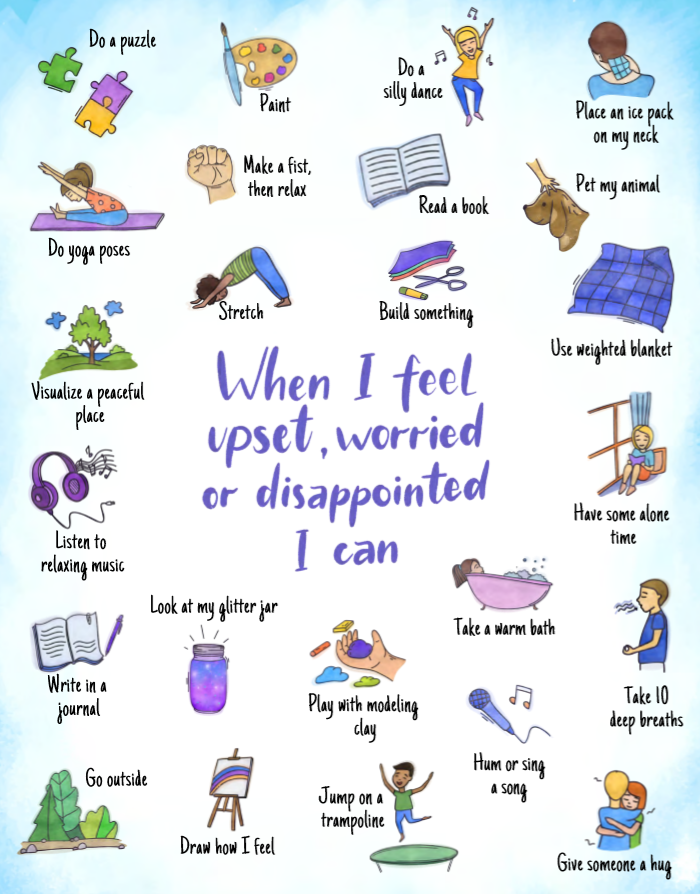 Do a puzzle
Paint
Do a
silly dance
Place an ice pack
on my neck
Make a fist,
then relax
Read a book
Pet my animal
Do yoga poses
Stretch
Build something
Use weighted blanket
Visualize a peaceful
place
When I feel
upset, worried
or disappointed
I can
Listen to
relaxing music
Have some alone
time
Look at my glitter jar
Take a warm bath
Write in a
journal
Play with modeling
clay
Take 10
deep breaths
Hum or sing
a song
Go outside
Draw how I feel
Jump on a
trampoline
Give someone a hug